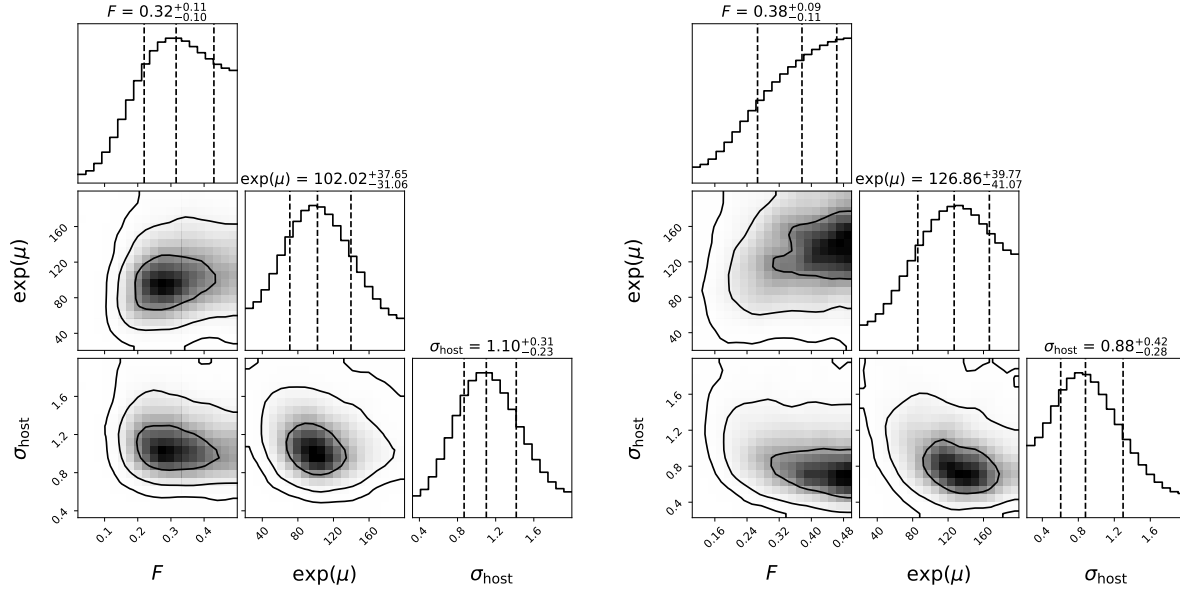 F = 0.32^{+0.11}_{-0.10}
F = 0.38^{+0.09}_{-0.11}
exp(μ)
160
120
80
40
exp(μ) = 102.02^{+37.65}_{-31.06}
exp(μ)
160
120
80
40
exp(μ) = 126.86^{+39.77}_{-41.07}
σ_host
1.6
1.2
0.8
0.4
σ_host = 1.10^{+0.31}_{-0.23}
σ_host
1.6
1.2
0.8
0.4
σ_host = 0.88^{+0.42}_{-0.28}
0.1 0.2 0.3 0.4
40 80 120 160
0.4 0.8 1.2 1.6
0.16 0.24 0.32 0.40 0.48
40 80 120 160
0.4 0.8 1.2 1.6
F
exp(μ)
σ_host
F
exp(μ)
σ_host